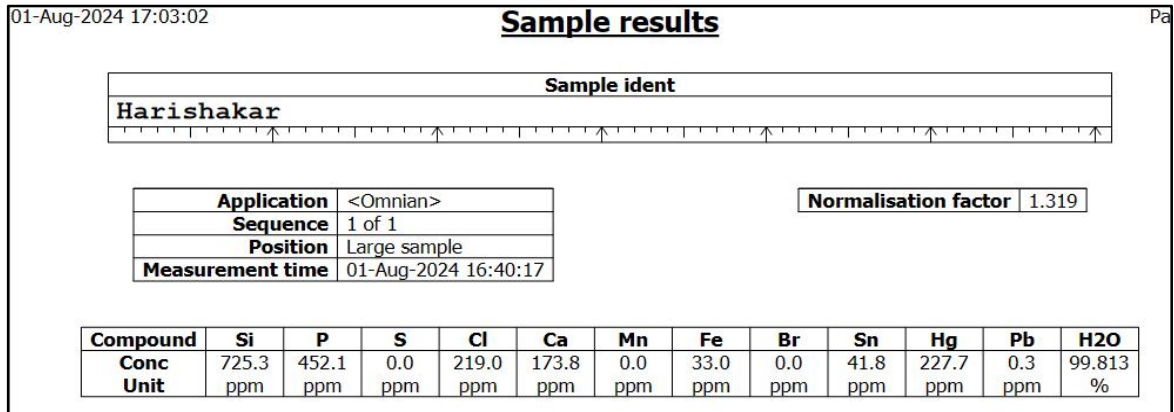 01-Aug-2024 17:03:02 Sample results Pa
Sample ident
Harishakar
Application <Omnian>
Normalisation factor 1.319
Sequence 1 of 1
Position Large sample
Measurement time 01-Aug-2024 16:40:17
Compound Si P S Cl Ca Mn Fe Br Sn Hg Pb H2O
Conc 725.3 452.1 0.0 219.0 173.8 0.0 33.0 0.0 41.8 227.7 0.3 99.813
Unit ppm ppm ppm ppm ppm ppm ppm ppm ppm ppm ppm %